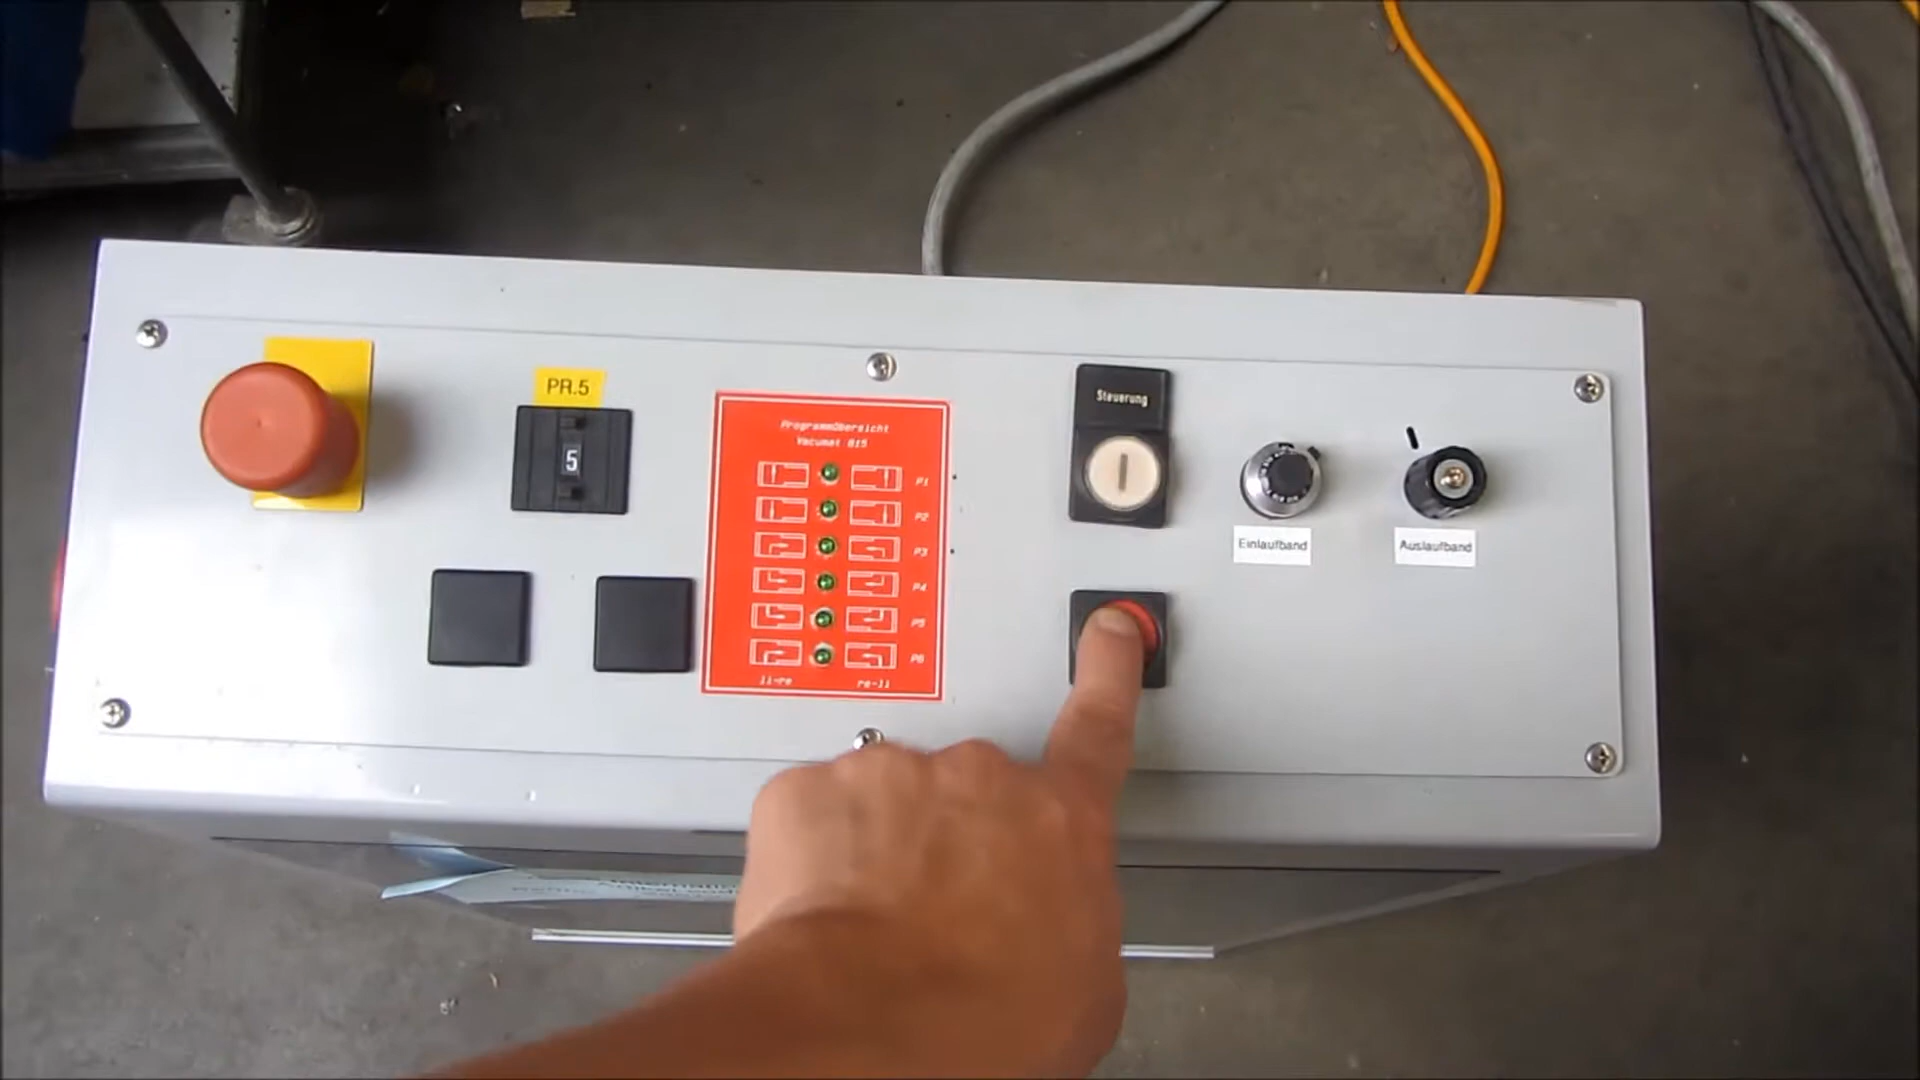 PR.5
5
Programmübersicht
Vacumat 815
P1
P2
P3
P4
P5
P6
li-re
re-li
Steuerung
Einlaufband
Auslaufband